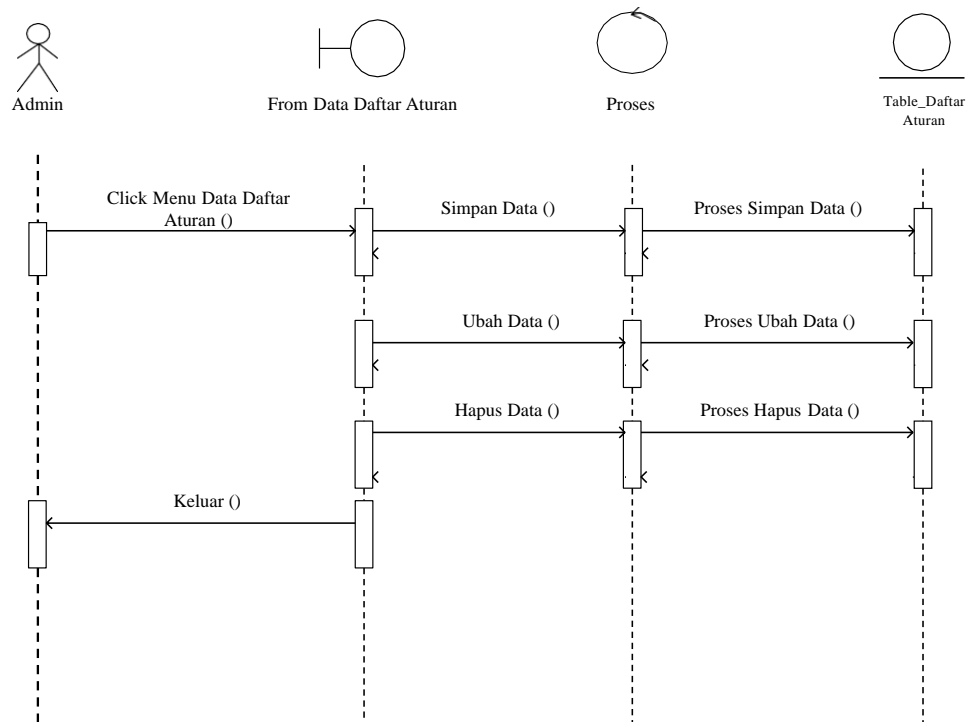 Admin
From Data Daftar Aturan
Proses
Table_Daftar
Aturan
Click Menu Data Daftar
Aturan ()
Simpan Data ()
Proses Simpan Data ()
Ubah Data ()
Proses Ubah Data ()
Hapus Data ()
Proses Hapus Data ()
Keluar ()